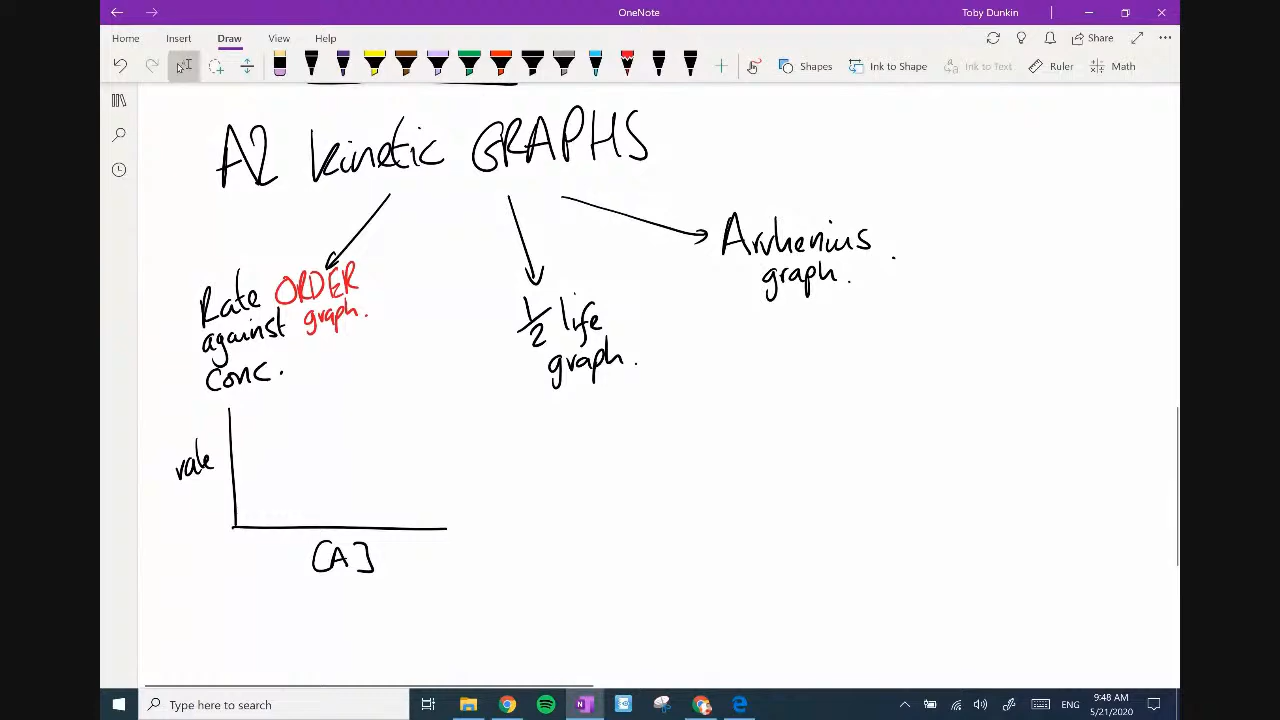 OneNote
Toby Dunkin
Home Insert Draw View Help
Share
Shapes
Ink to Shape
Ink to Text
Ruler
Math
A2 kinetic GRAPHS
Rate ORDER
against graph.
conc.
1/2 life
graph.
Arrhenius
graph.
rate
[A]
Type here to search
ENG
9:48 AM
5/21/2020